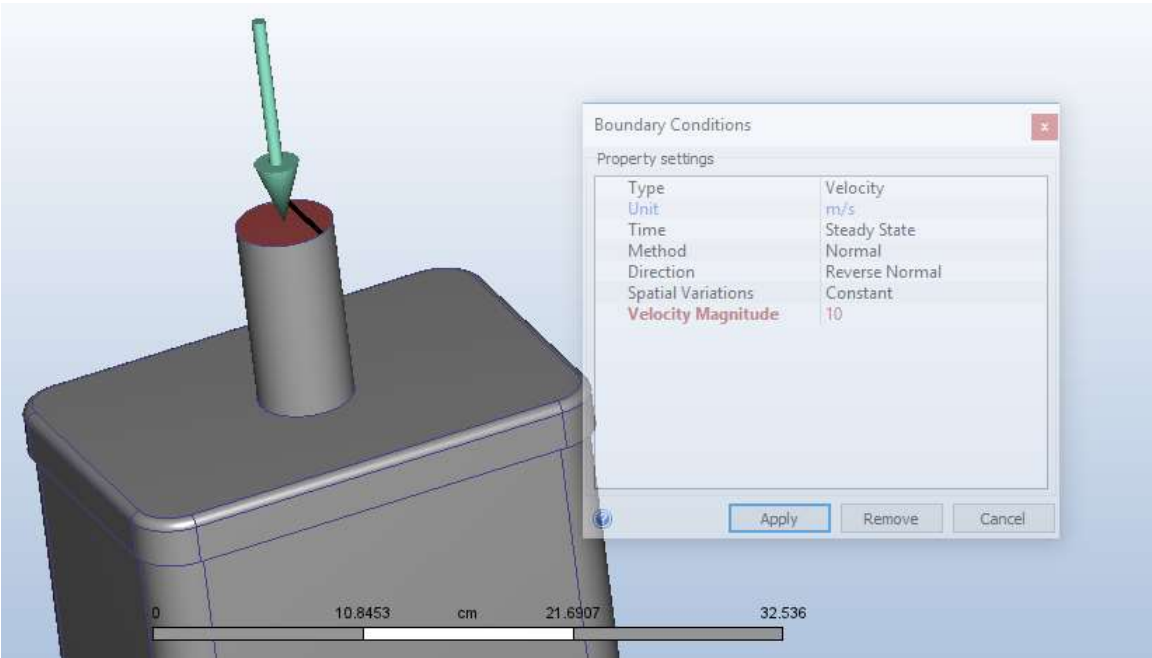 Boundary Conditions
x
Property settings
Type Velocity
Unit m/s
Time Steady State
Method Normal
Direction Reverse Normal
Spatial Variations Constant
Velocity Magnitude 10
Apply Remove Cancel
0 10.8453 cm 21.6907 32.536